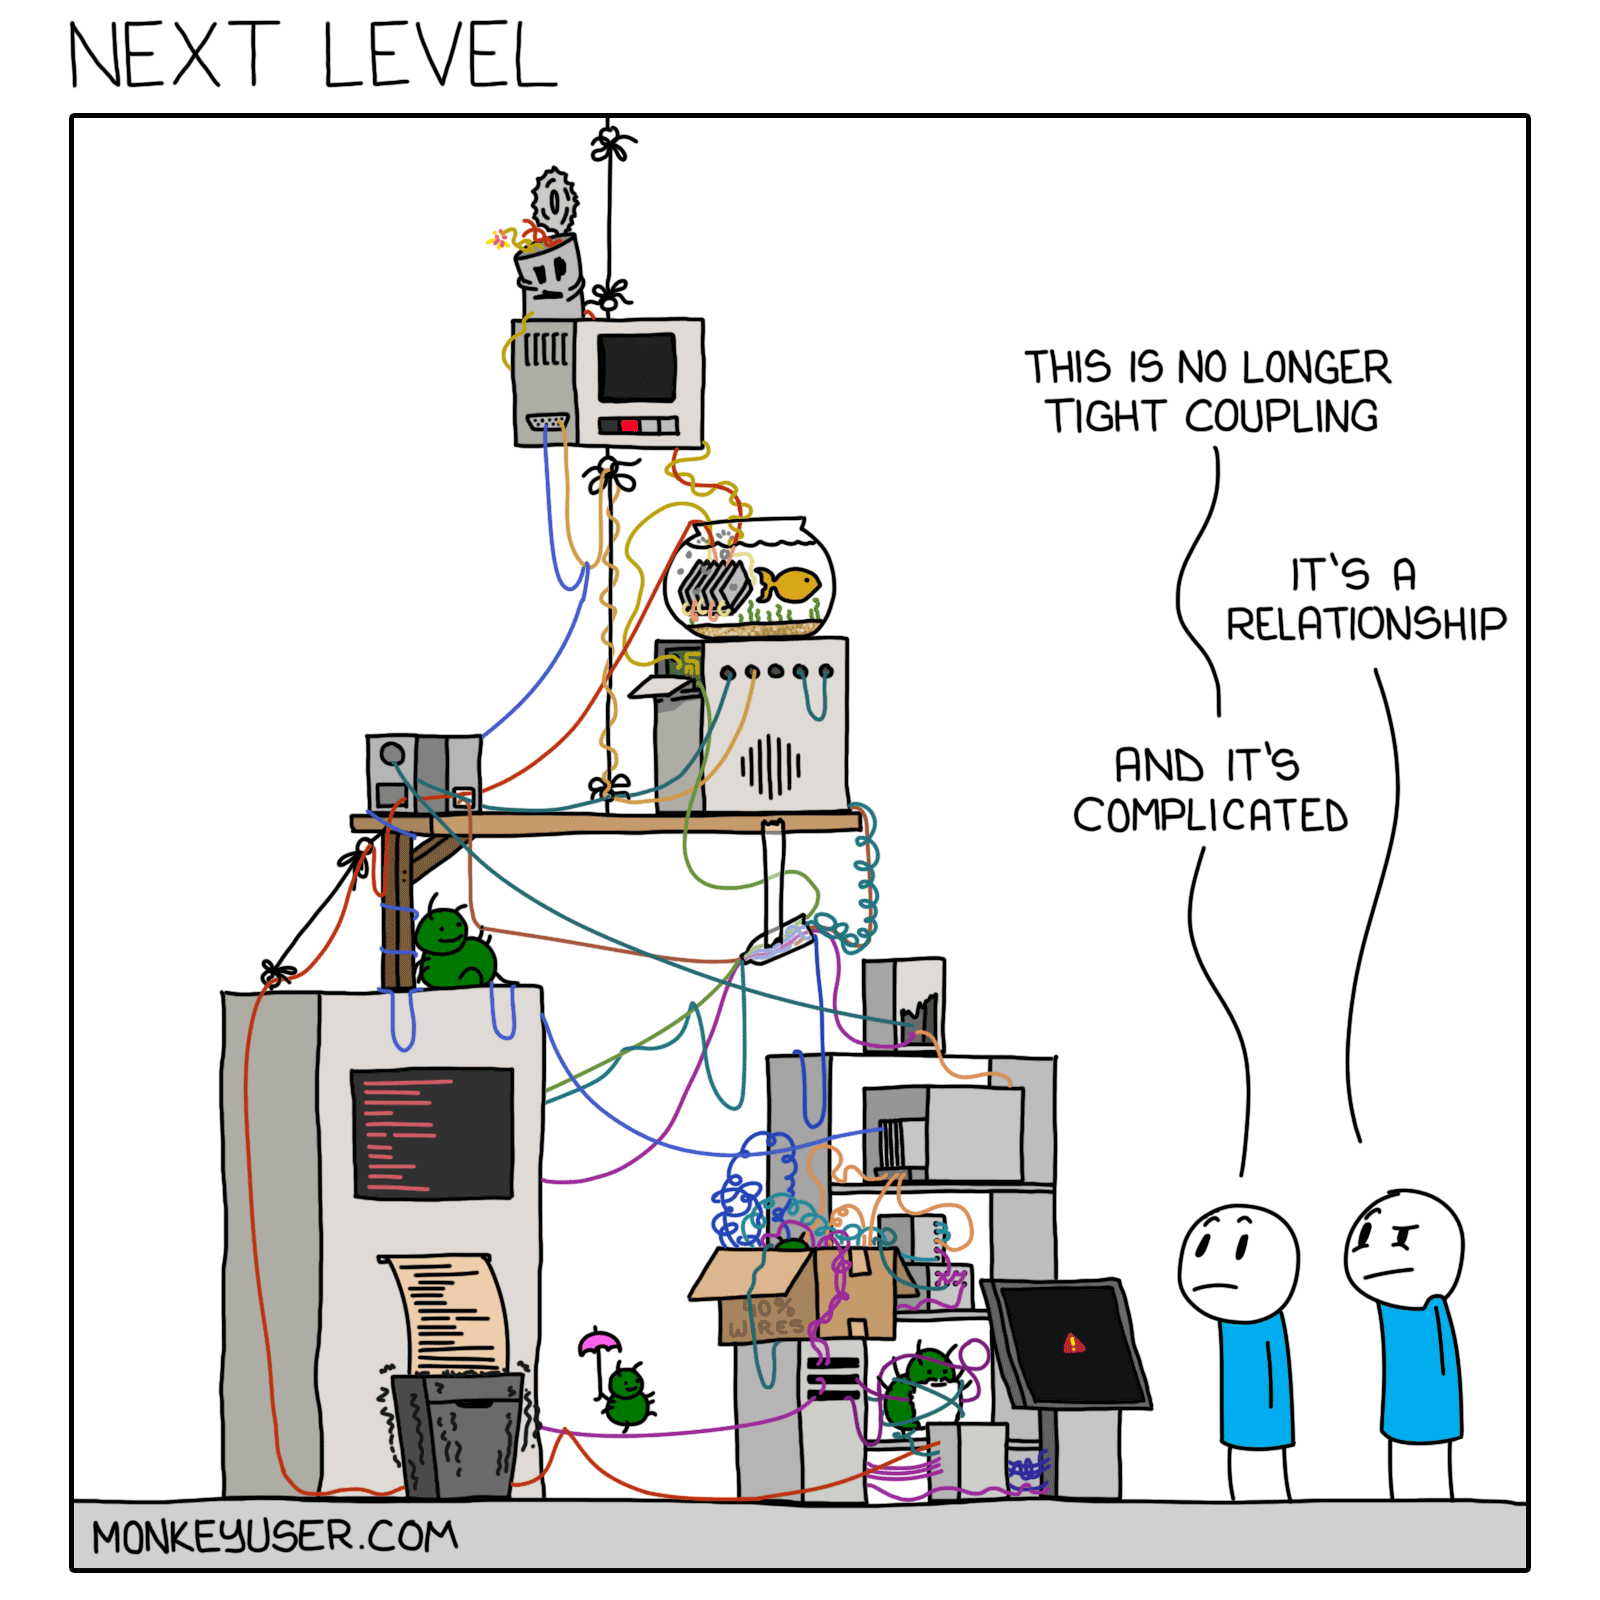 NEXT LEVEL
THIS IS NO LONGER
TIGHT COUPLING
IT'S A
RELATIONSHIP
AND IT'S
COMPLICATED
40%
WIRES
MONKEYUSER.COM